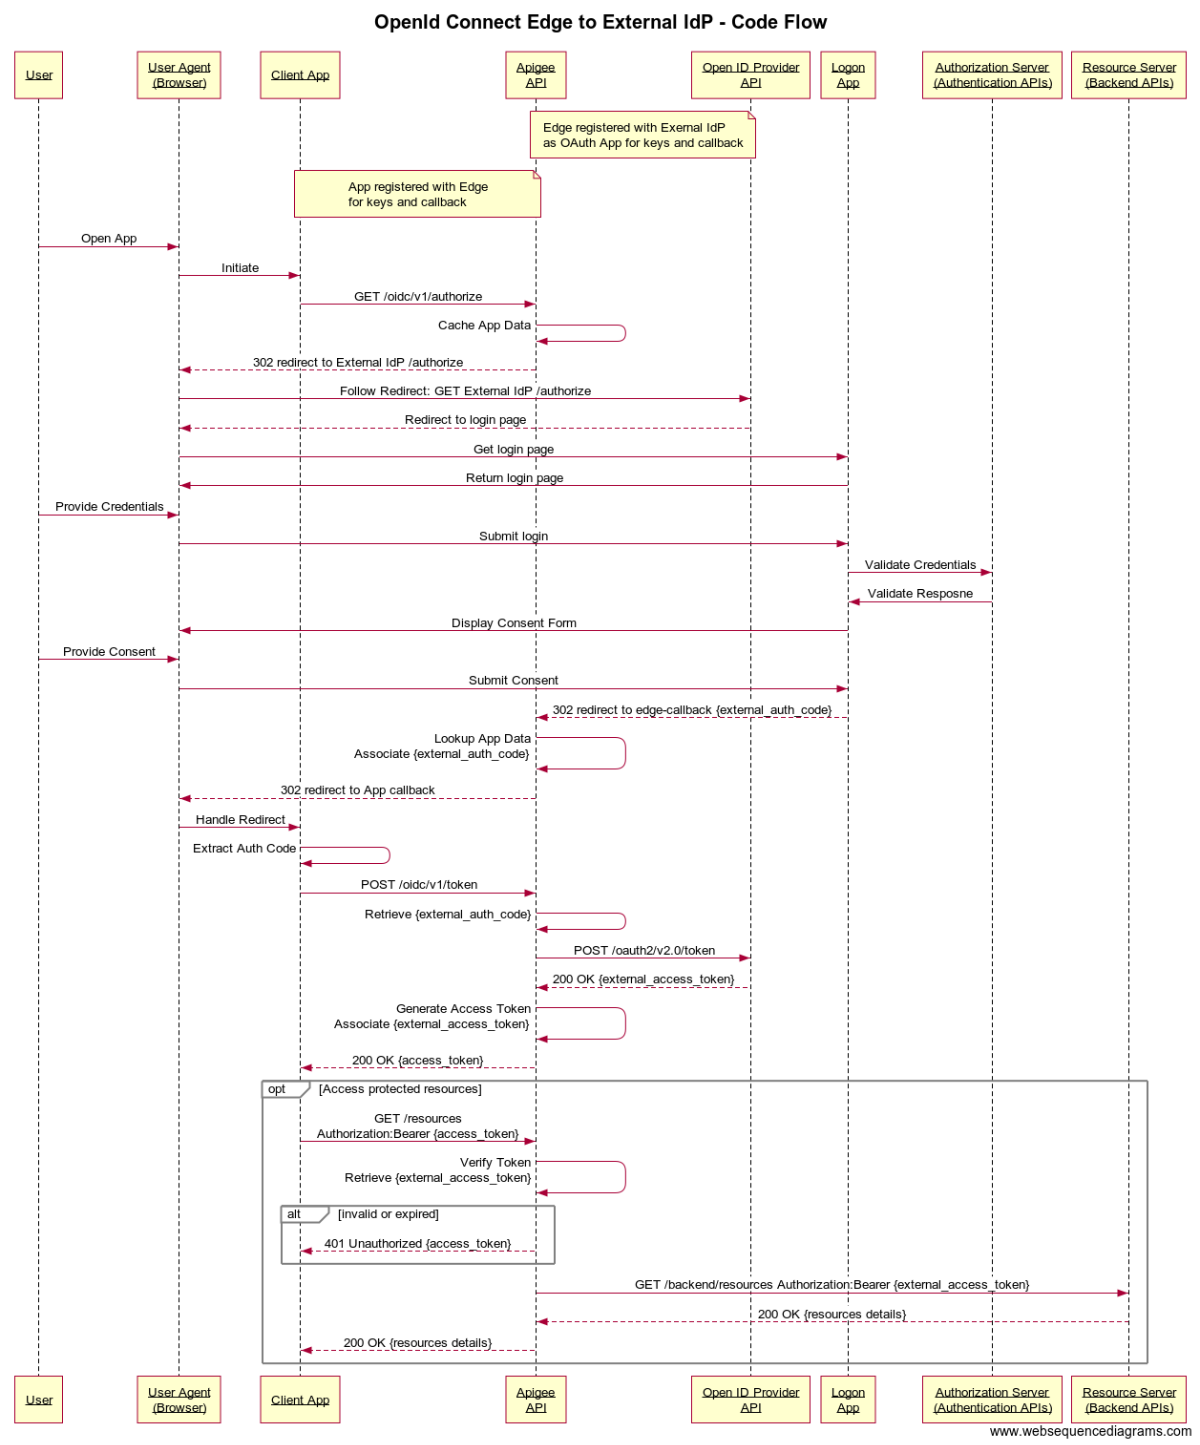 OpenId Connect Edge to External IdP - Code Flow
User
User Agent
(Browser)
Client App
Apigee
API
Open ID Provider
API
Logon
App
Authorization Server
(Authentication APIs)
Resource Server
(Backend APIs)
Edge registered with Exernal IdP
as OAuth App for keys and callback
App registered with Edge
for keys and callback
Open App
Initiate
GET /oidc/v1/authorize
Cache App Data
302 redirect to External IdP /authorize
Follow Redirect: GET External IdP /authorize
Redirect to login page
Get login page
Return login page
Provide Credentials
Submit login
Validate Credentials
Validate Resposne
Display Consent Form
Provide Consent
Submit Consent
302 redirect to edge-callback {external_auth_code}
Lookup App Data
Associate {external_auth_code}
302 redirect to App callback
Handle Redirect
Extract Auth Code
POST /oidc/v1/token
Retrieve {external_auth_code}
POST /oauth2/v2.0/token
200 OK {external_access_token}
Generate Access Token
Associate {external_access_token}
200 OK {access_token}
opt [Access protected resources]
GET /resources
Authorization:Bearer {access_token}
Verify Token
Retrieve {external_access_token}
alt [invalid or expired]
401 Unauthorized {access_token}
GET /backend/resources Authorization:Bearer {external_access_token}
200 OK {resources details}
200 OK {resources details}
User
User Agent
(Browser)
Client App
Apigee
API
Open ID Provider
API
Logon
App
Authorization Server
(Authentication APIs)
Resource Server
(Backend APIs)
www.websequencediagrams.com